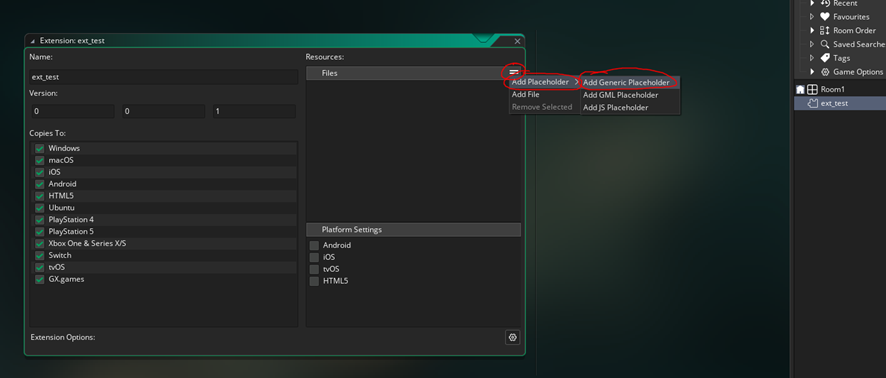 Extension: ext_test
Name:
ext_test
Version:
0 0 1
Copies To:
Windows
macOS
iOS
Android
HTML5
Ubuntu
PlayStation 4
PlayStation 5
Xbox One & Series X/S
Switch
tvOS
GX.games
Extension Options:
Resources:
Files
Add Placeholder
Add File
Remove Selected
Add Generic Placeholder
Add GML Placeholder
Add JS Placeholder
Platform Settings
Android
iOS
tvOS
HTML5
Recent
Favourites
Room Order
Saved Searche
Tags
Game Options
Room1
ext_test